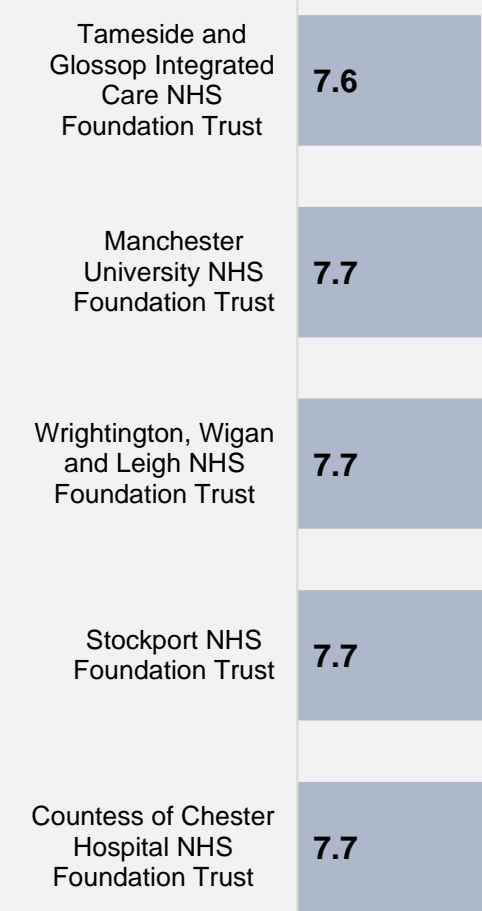 Tameside and
Glossop Integrated
Care NHS
Foundation Trust
7.6
Manchester
University NHS
Foundation Trust
7.7
Wrightington, Wigan
and Leigh NHS
Foundation Trust
7.7
Stockport NHS
Foundation Trust
7.7
Countess of Chester
Hospital NHS
Foundation Trust
7.7